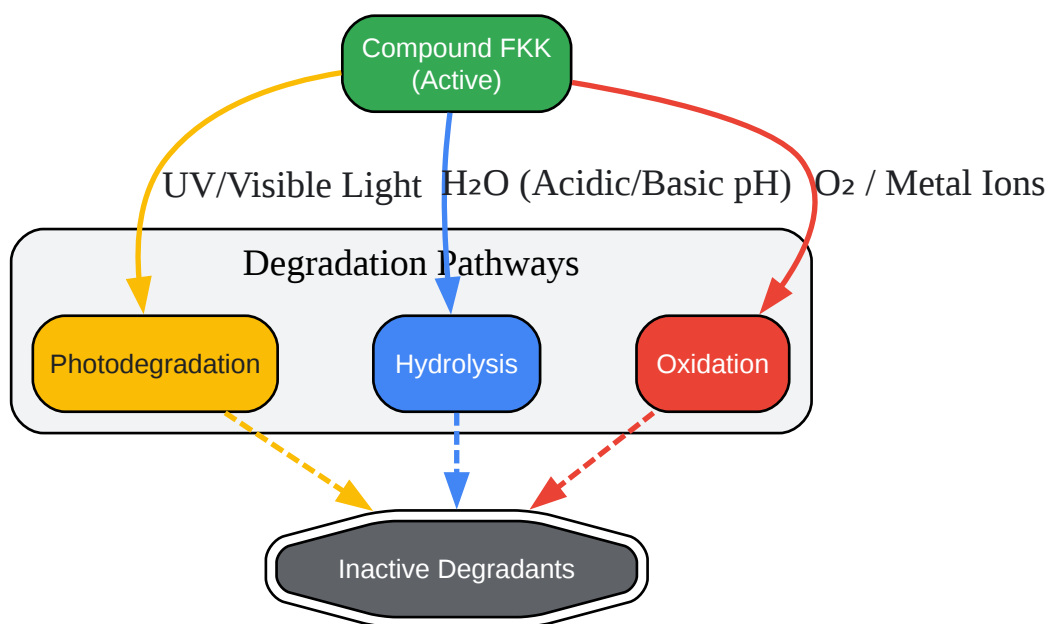 Compound FKK
(Active)
UV/Visible Light
H₂O (Acidic/Basic pH)
O₂ / Metal Ions
Degradation Pathways
Photodegradation
Hydrolysis
Oxidation
Inactive Degradants